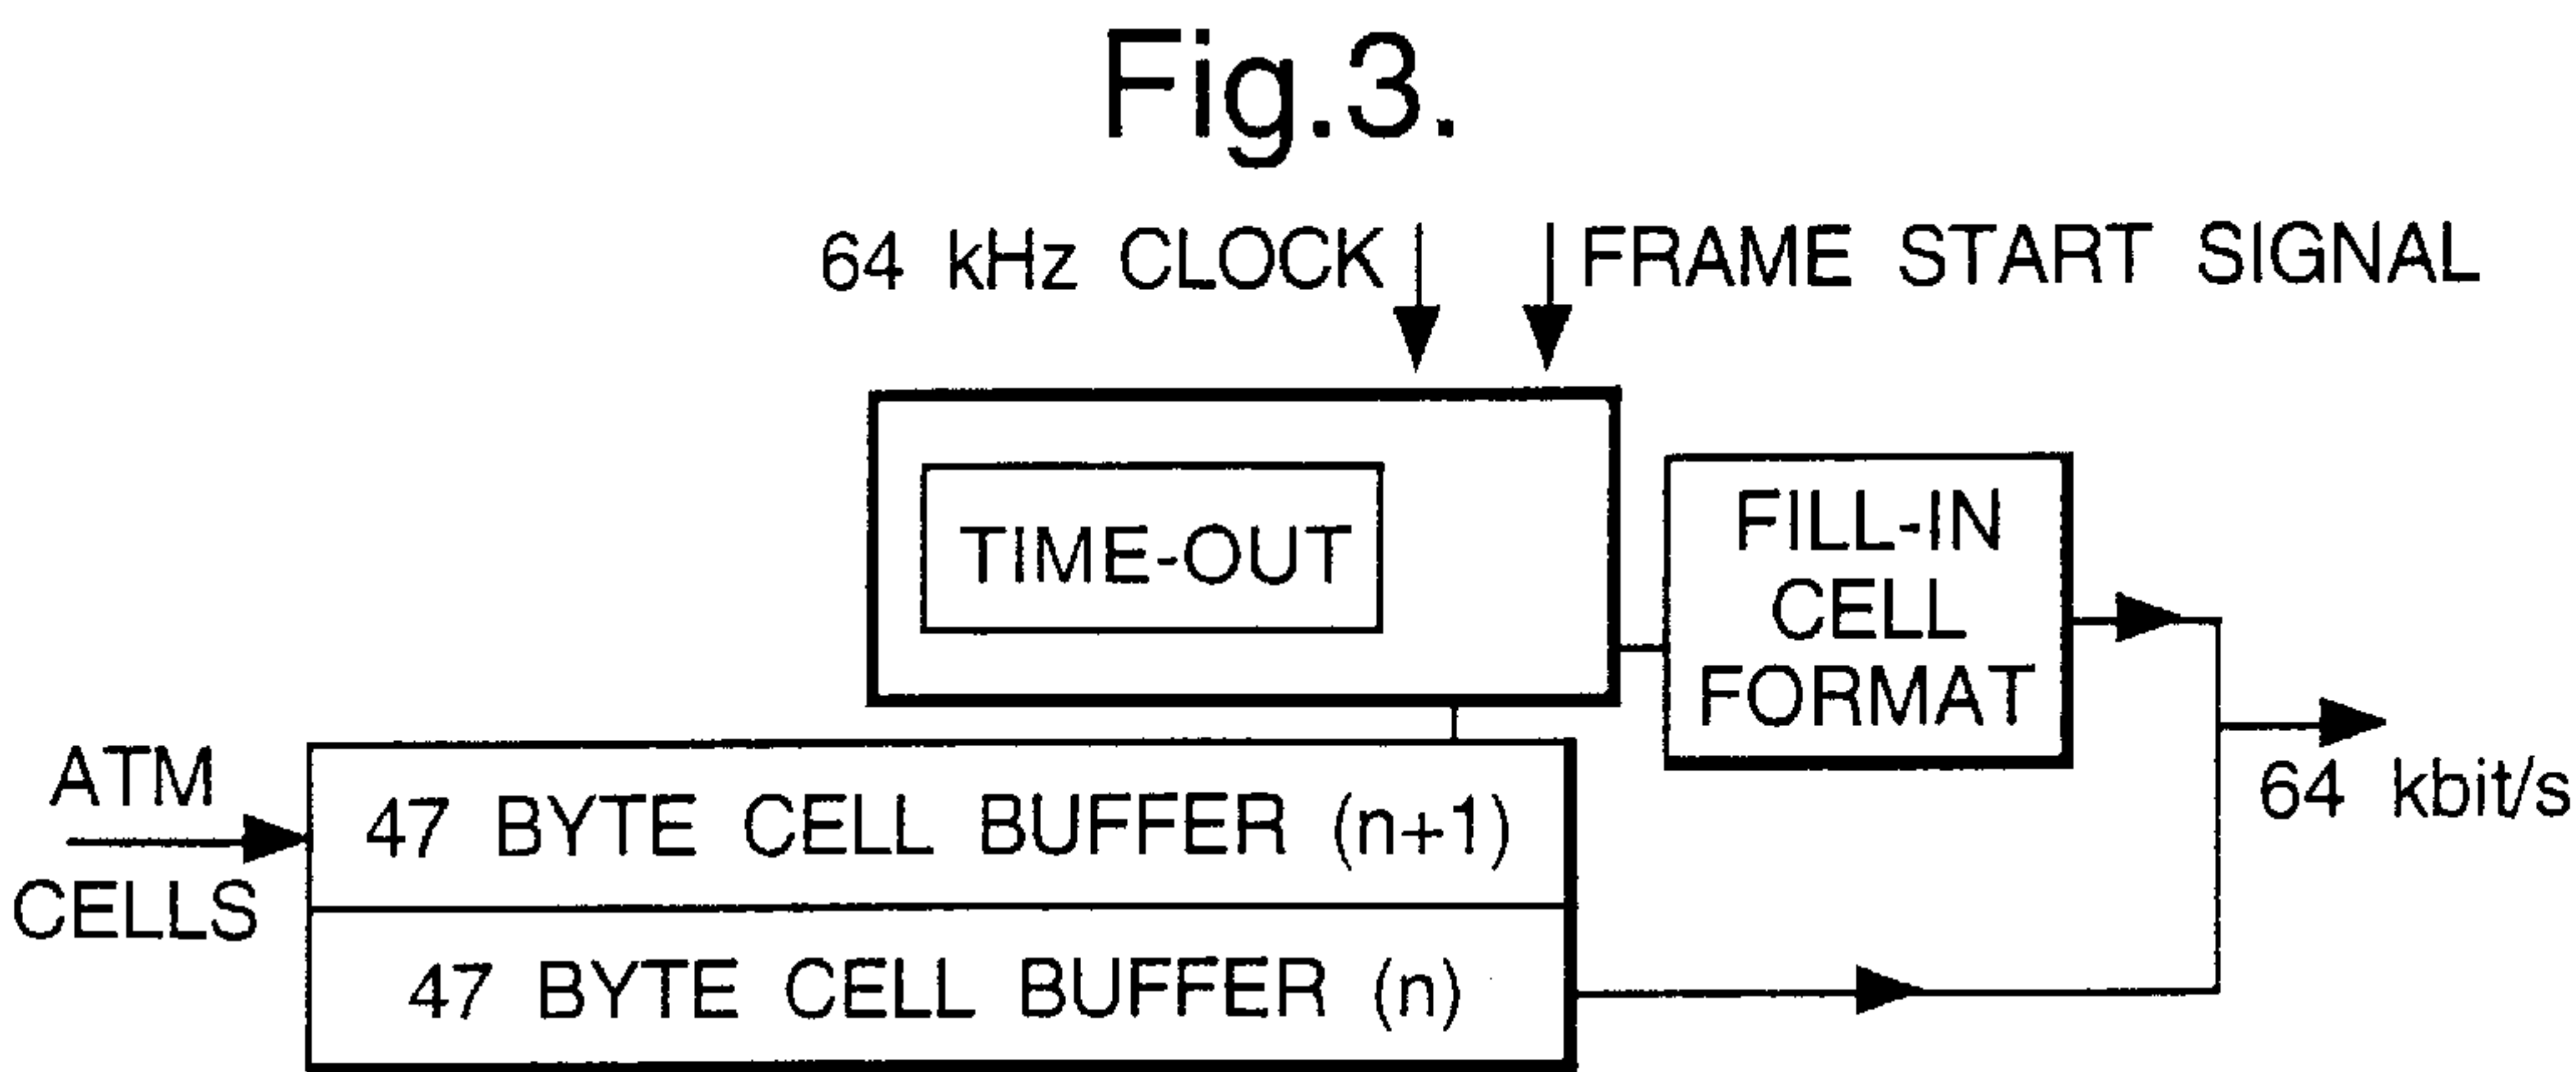 Fig.3.
64 kHz CLOCK
FRAME START SIGNAL
TIME-OUT
FILL-IN
CELL
FORMAT
ATM
CELLS
47 BYTE CELL BUFFER (n+1)
47 BYTE CELL BUFFER (n)
64 kbit/s